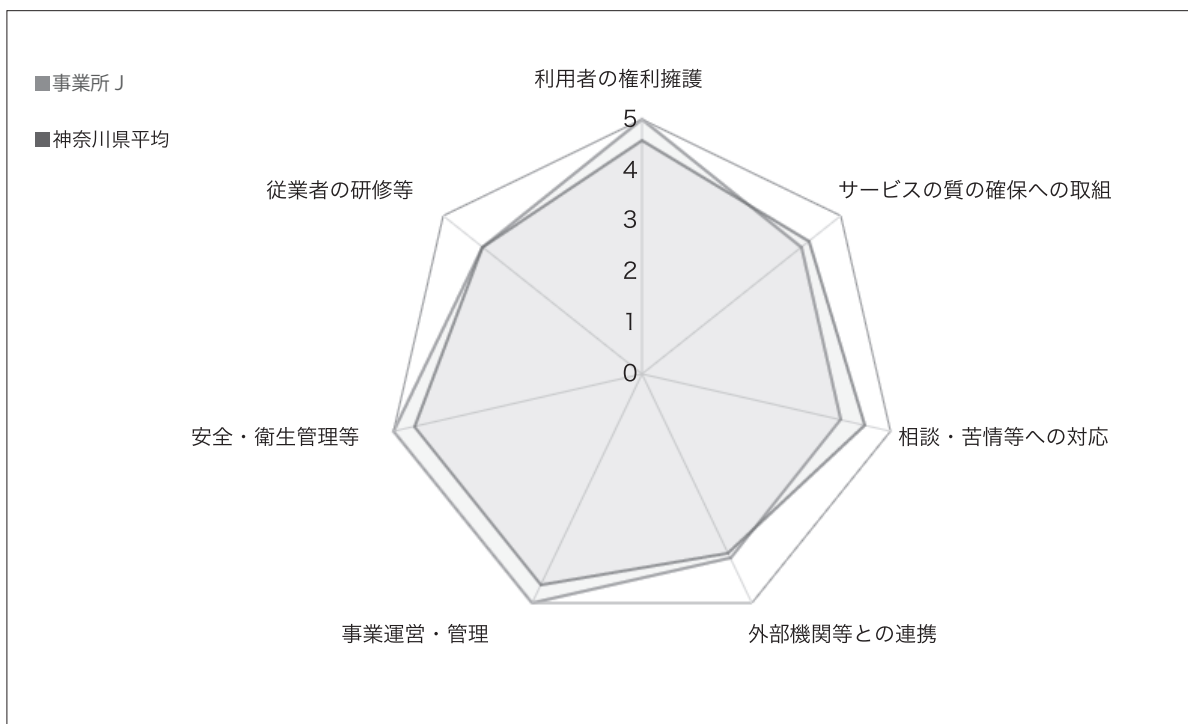 ■事業所J
■神奈川県平均
利用者の権利擁護
サービスの質の確保への取組
相談・苦情等への対応
外部機関等との連携
事業運営・管理
安全・衛生管理等
従業者の研修等
5
4
3
2
1
0